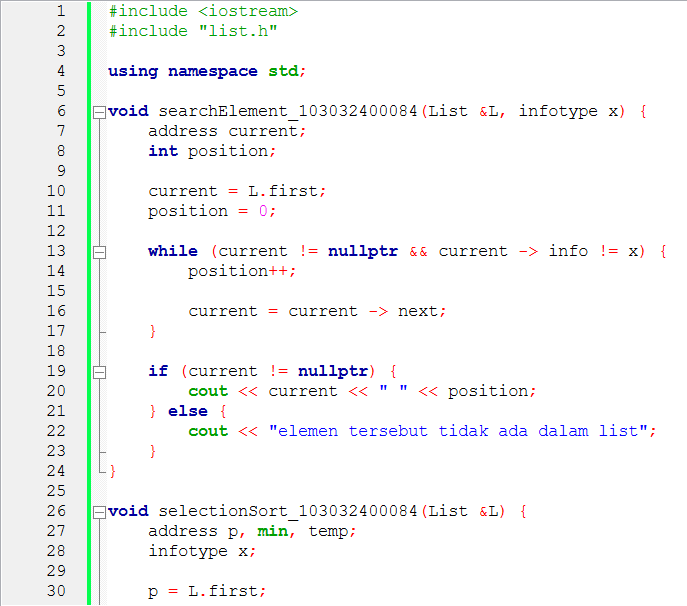 1 #include <iostream>
2 #include "list.h"
3
4 using namespace std;
5
6 void searchElement_103032400084(List &L, infotype x) {
7     address current;
8     int position;
9
10     current = L.first;
11     position = 0;
12
13     while (current != nullptr && current -> info != x) {
14         position++;
15
16         current = current -> next;
17     }
18
19     if (current != nullptr) {
20         cout << current << " " << position;
21     } else {
22         cout << "elemen tersebut tidak ada dalam list";
23     }
24 }
25
26 void selectionSort_103032400084(List &L) {
27     address p, min, temp;
28     infotype x;
29
30     p = L.first;